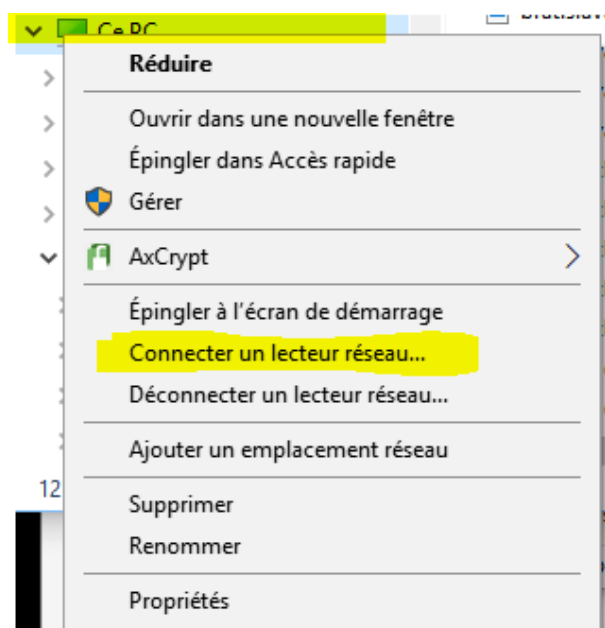 Ce PC
Réduire
Ouvrir dans une nouvelle fenêtre
Épingler dans Accès rapide
Gérer
AxCrypt
Épingler à l'écran de démarrage
Connecter un lecteur réseau...
Déconnecter un lecteur réseau...
Ajouter un emplacement réseau
12
Supprimer
Renommer
Propriétés